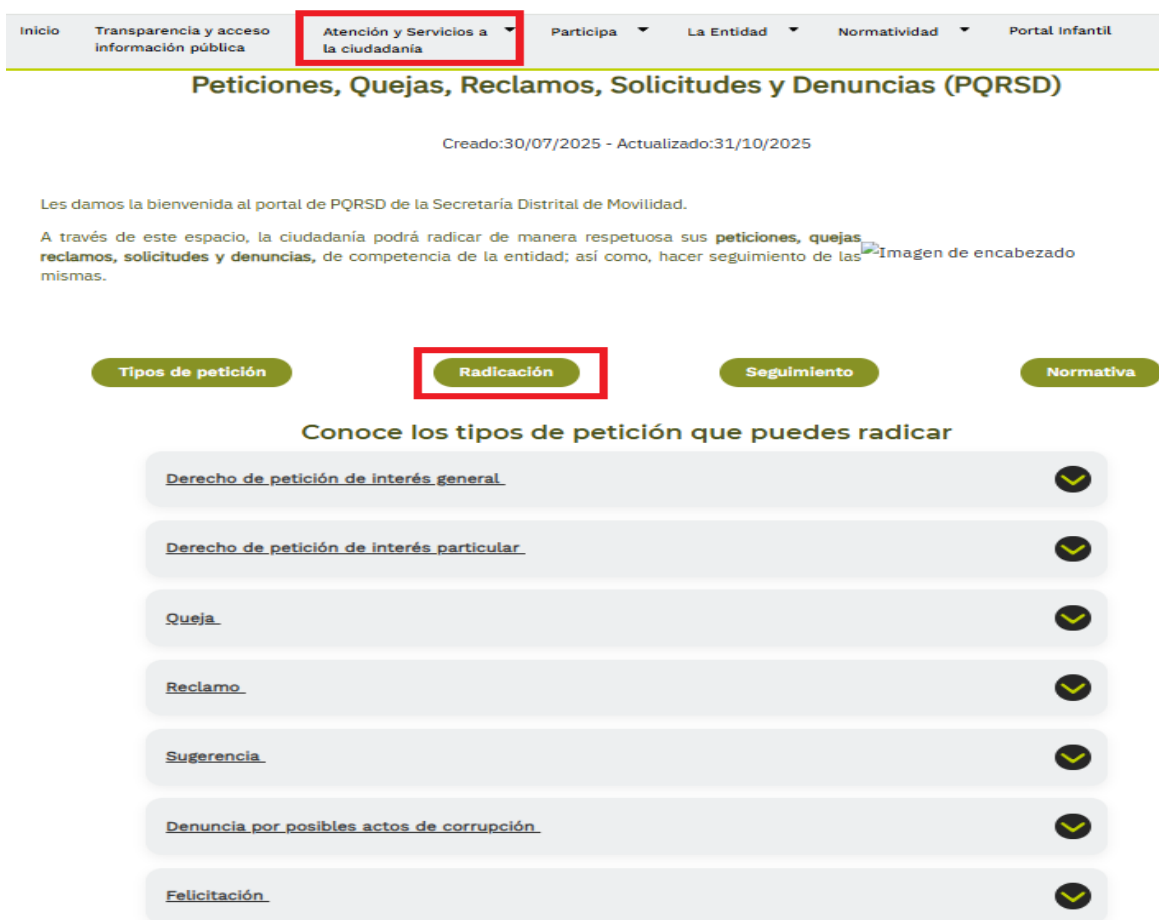 Inicio
Transparencia y acceso
información pública
Atención y Servicios a
la ciudadanía
Participa
La Entidad
Normatividad
Portal Infantil
Peticiones, Quejas, Reclamos, Solicitudes y Denuncias (PQRSD)
Creado:30/07/2025 - Actualizado:31/10/2025
Les damos la bienvenida al portal de PQRSD de la Secretaría Distrital de Movilidad.
A través de este espacio, la ciudadanía podrá radicar de manera respetuosa sus peticiones, quejas
reclamos, solicitudes y denuncias, de competencia de la entidad; así como, hacer seguimiento de las
mismas.
Imagen de encabezado
Tipos de petición
Radicación
Seguimiento
Normativa
Conoce los tipos de petición que puedes radicar
Derecho de petición de interés general
Derecho de petición de interés particular
Queja
Reclamo
Sugerencia
Denuncia por posibles actos de corrupción
Felicitación